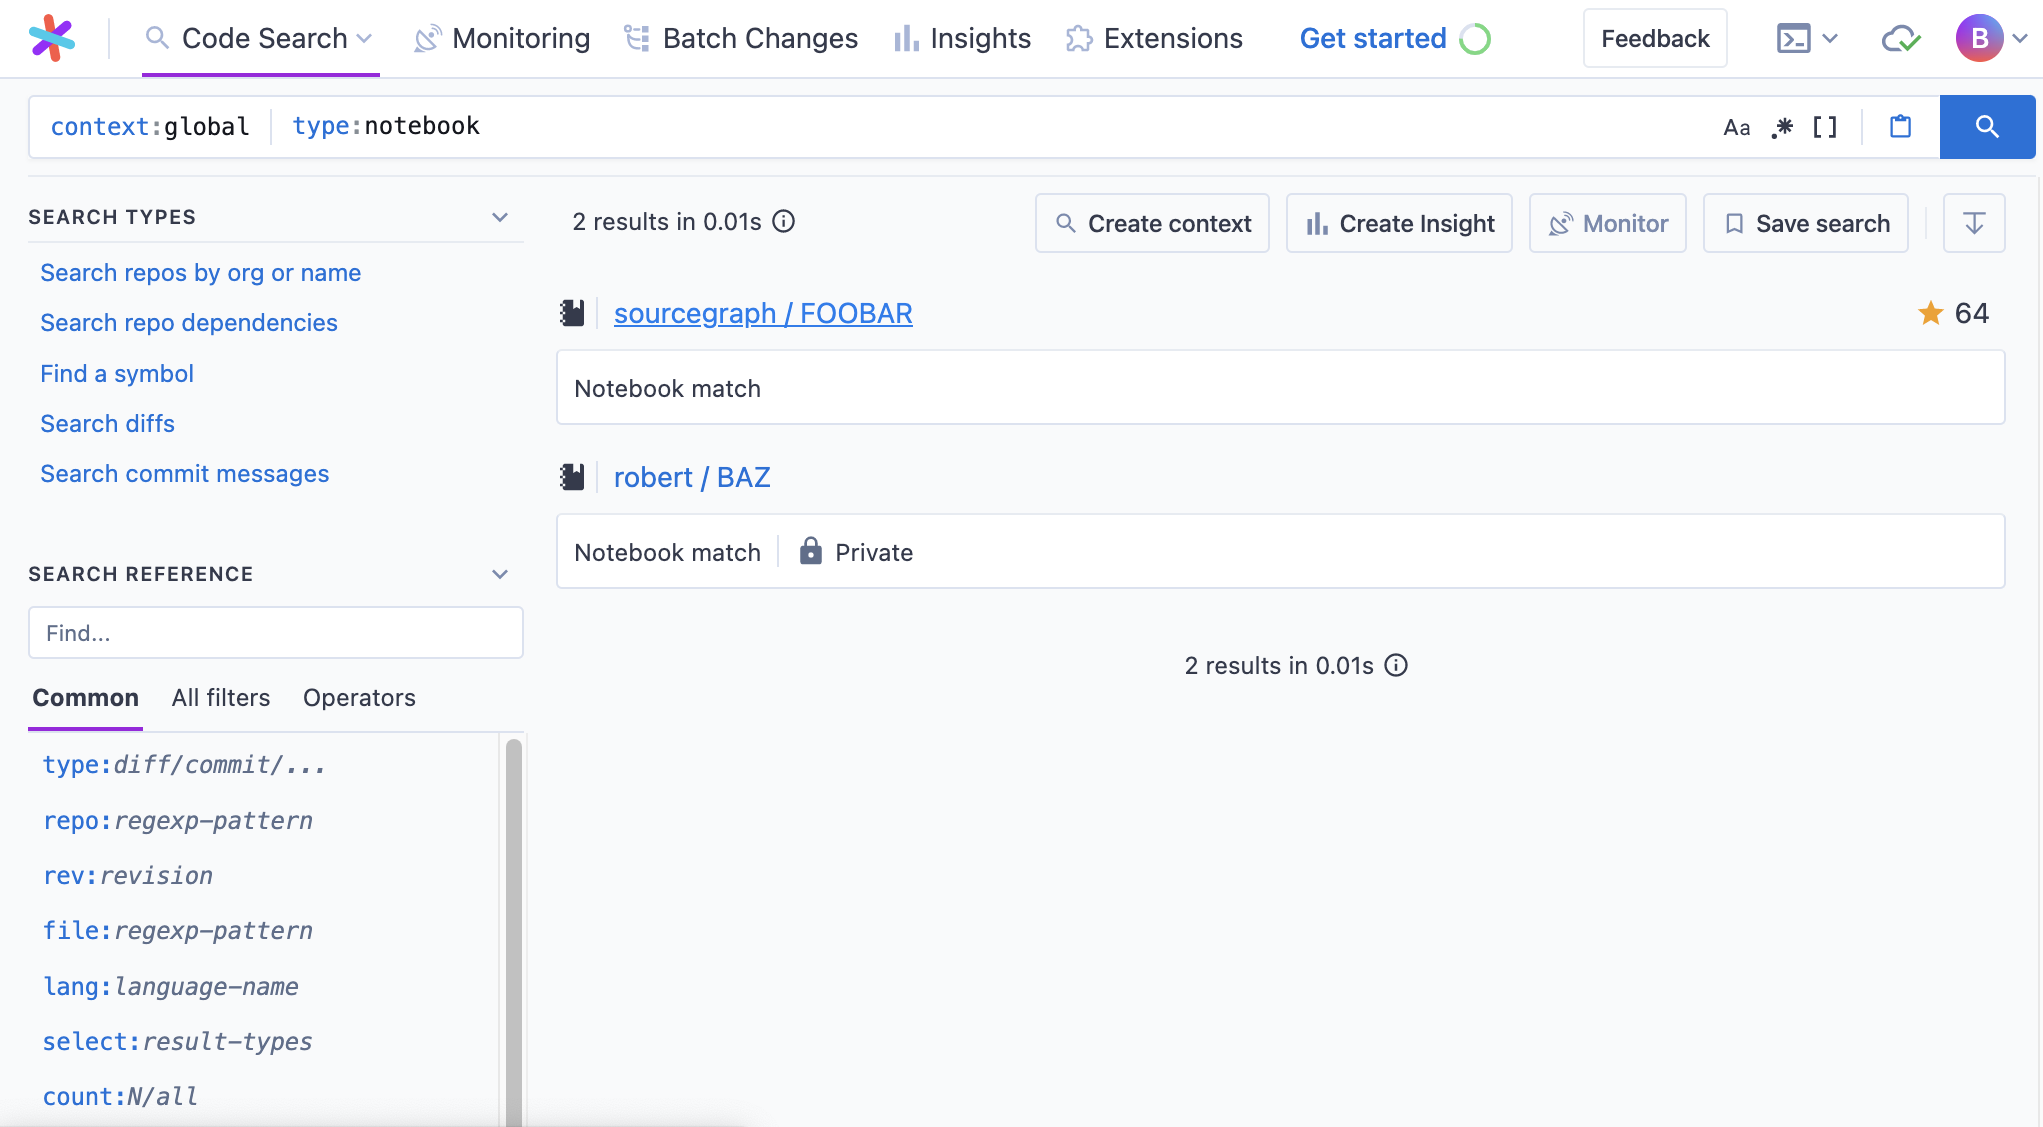 Code Search Monitoring Batch Changes Insights Extensions Get started Feedback B
context:global type:notebook Aa .* []
SEARCH TYPES
Search repos by org or name
Search repo dependencies
Find a symbol
Search diffs
Search commit messages
SEARCH REFERENCE
Find...
Common All filters Operators
type:diff/commit/...
repo:regexp-pattern
rev:revision
file:regexp-pattern
lang:language-name
select:result-types
count:N/all
2 results in 0.01s Create context Create Insight Monitor Save search
sourcegraph / FOOBAR 64
Notebook match
robert / BAZ
Notebook match Private
2 results in 0.01s